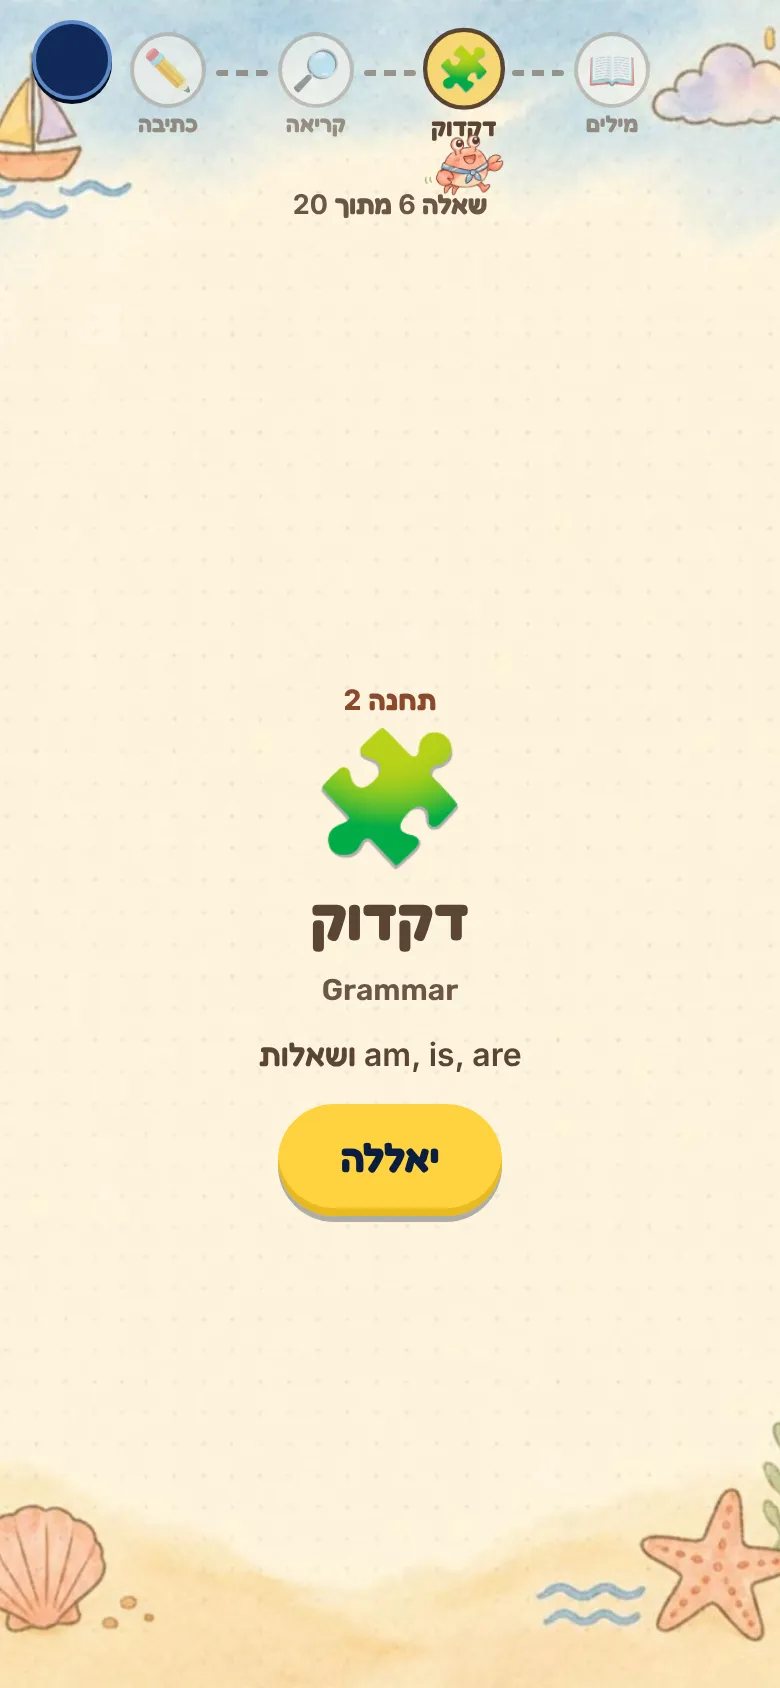 מילים
דקדוק
קריאה
כתיבה
שאלה 6 מתוך 20
תחנה 2
דקדוק
Grammar
am, is, are ושאלות
יאללה